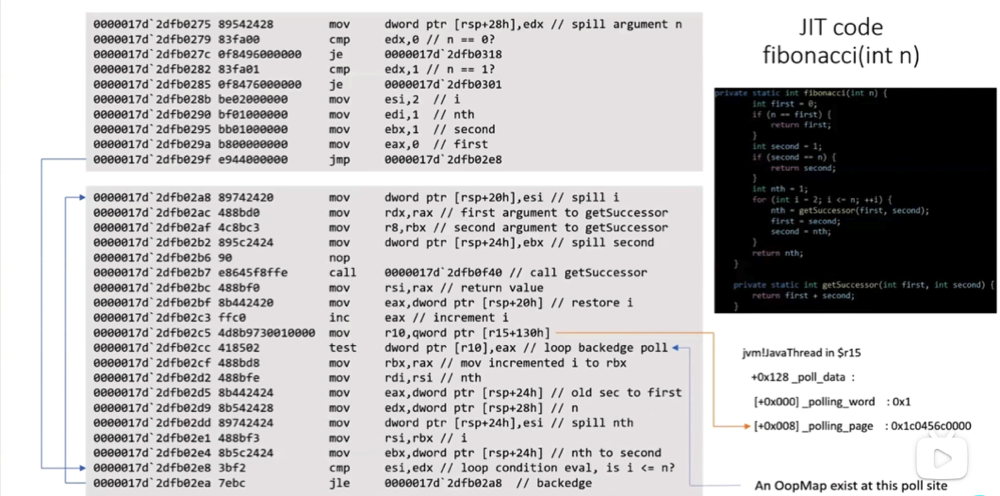 0000017d`2dfb0275 89542428 mov dword ptr [rsp+28h],edx // spill argument n
0000017d`2dfb0279 83fa00 cmp edx,0 // n == 0?
0000017d`2dfb027c 0f8496000000 je 0000017d`2dfb0318
0000017d`2dfb0282 83fa01 cmp edx,1 // n == 1?
0000017d`2dfb0285 0f8476000000 je 0000017d`2dfb0301
0000017d`2dfb028b be02000000 mov esi,2 // i
0000017d`2dfb0290 bf01000000 mov edi,1 // nth
0000017d`2dfb0295 bb01000000 mov ebx,1 // second
0000017d`2dfb029a b800000000 mov eax,0 // first
0000017d`2dfb029f e944000000 jmp 0000017d`2dfb02e8
0000017d`2dfb02a8 89742420 mov dword ptr [rsp+20h],esi // spill i
0000017d`2dfb02ac 488bd0 mov rdx,rax // first argument to getSuccessor
0000017d`2dfb02af 4c8bc3 mov r8,rbx // second argument to getSuccessor
0000017d`2dfb02b2 895c2424 mov dword ptr [rsp+24h],ebx // spill second
0000017d`2dfb02b6 90 nop
0000017d`2dfb02b7 e8645f8ffe call 0000017d`2dfb0f40 // call getSuccessor
0000017d`2dfb02bc 488bf0 mov rsi,rax // return value
0000017d`2dfb02bf 8b442420 mov eax,dword ptr [rsp+20h] // restore i
0000017d`2dfb02c3 ffc0 inc eax // increment i
0000017d`2dfb02c5 4d8b9730010000 mov r10,qword ptr [r15+130h]
0000017d`2dfb02cc 418502 test dword ptr [r10],eax // loop backedge poll
0000017d`2dfb02cf 488bd8 mov rbx,rax // mov incremented i to rbx
0000017d`2dfb02d2 488bfe mov rdi,rsi // nth
0000017d`2dfb02d5 8b442424 mov eax,dword ptr [rsp+24h] // old sec to first
0000017d`2dfb02d9 8b542428 mov edx,dword ptr [rsp+28h] // n
0000017d`2dfb02dd 89742424 mov dword ptr [rsp+24h],esi // spill nth
0000017d`2dfb02e1 488bf3 mov rsi,rbx // i
0000017d`2dfb02e4 8b5c2424 mov ebx,dword ptr [rsp+24h] // nth to second
0000017d`2dfb02e8 3bf2 cmp esi,edx // loop condition eval, is i <= n?
0000017d`2dfb02ea 7ebc jle 0000017d`2dfb02a8 // backedge
JIT code
fibonacci(int n)
private static int fibonacci(int n) {
int first = 0;
if (n == first) {
return first;
}
int second = 1;
if (second == n) {
return second;
}
int nth = 1;
for (int i = 2; i <= n; ++i) {
nth = getSuccessor(first, second);
first = second;
second = nth;
}
return nth;
}
private static int getSuccessor(int first, int second) {
return first + second;
}
jvm!JavaThread in $r15
+0x128 _poll_data :
[+0x000] _polling_word : 0x1
[+0x008] _polling_page : 0x1c0456c0000
An OopMap exist at this poll site